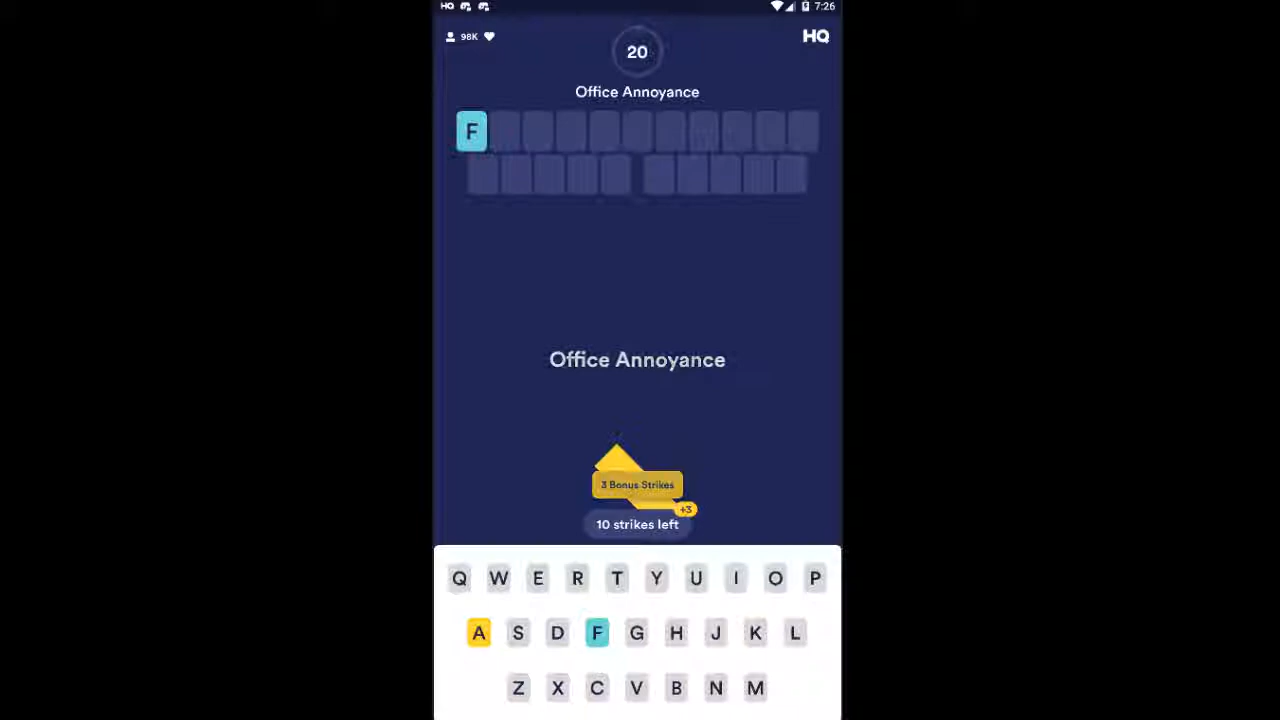 HQ 7:26
98K 20 HQ
Office Annoyance
F
Office Annoyance
3 Bonus Strikes
+3
10 strikes left
Q W E R T Y U I O P
A S D F G H J K L
Z X C V B N M